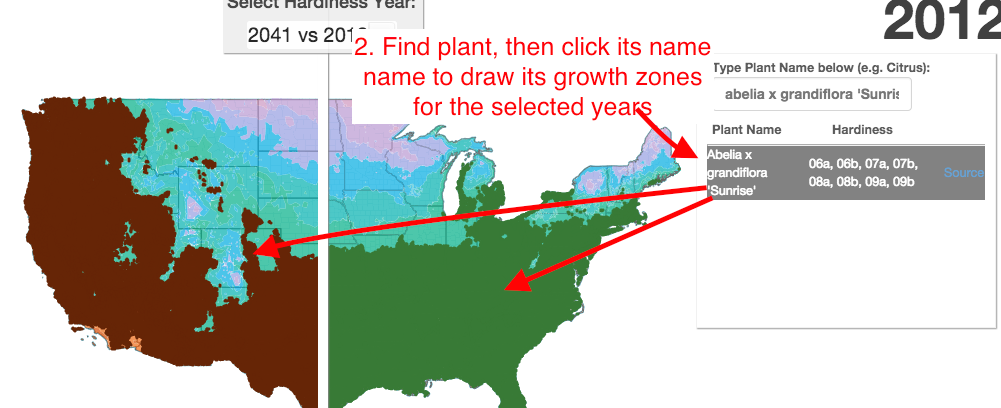 Select Hardiness Year:
2012
2041 vs 201
2. Find plant, then click its name
name to draw its growth zones
for the selected years
Type Plant Name below (e.g. Citrus):
abelia x grandiflora 'Sunris
Plant Name Hardiness
Abelia x
grandiflora
'Sunrise'
06a, 06b, 07a, 07b,
08a, 08b, 09a, 09b
Source